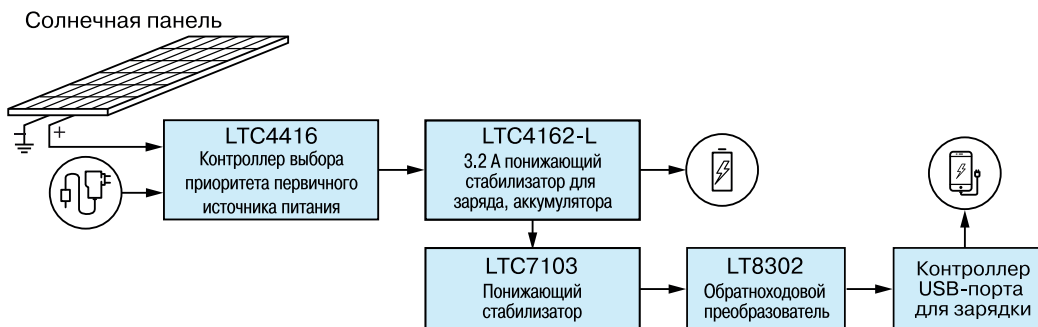 Солнечная панель
−
+
LTC4416
Контроллер выбора
приоритета первичного
источника питания
LTC4162-L
3.2 А понижающий
стабилизатор для
заряда, аккумулятора
LTC7103
Понижающий
стабилизатор
LT8302
Обратноходовой
преобразователь
Контроллер
USB-порта
для зарядки